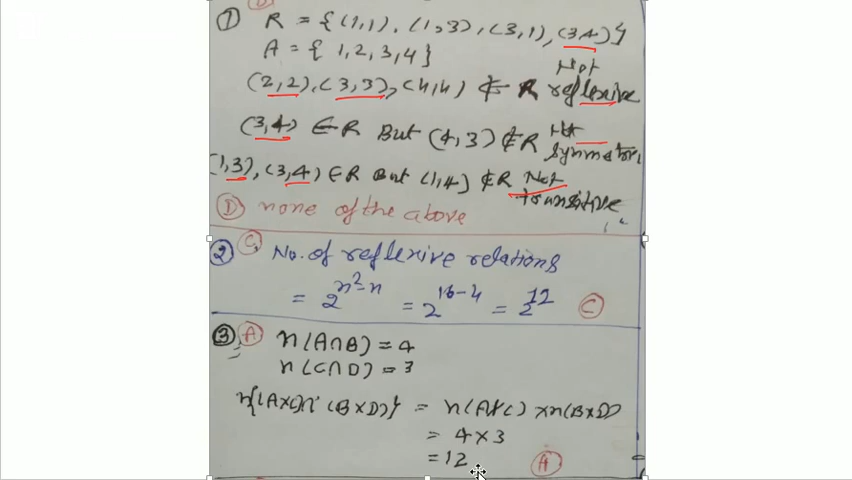 ① R = {(1,1), (1,3), (3,1), (3,4)}
A = {1,2,3,4}
(2,2), (3,3), (4,4) ∉ R Not reflexive
(3,4) ∈ R But (4,3) ∉ R Not
(1,3), (3,4) ∈ R But (1,4) ∉ R Not transitive
Ⓓ none of the above
② C, No. of reflexive relations
= 2^(n²-n) = 2^(16-4) = 2^12 Ⓒ
③ Ⓐ n(A∩B) = 4
n(C∩D) = 3
n{(A×C)∩(B×D)} = n(A×C) × n(B×D)
= 4×3
= 12 Ⓐ